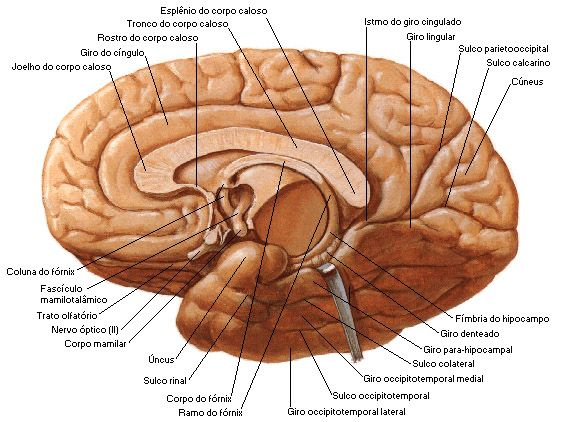 Esplênio do corpo caloso
Tronco do corpo caloso
Rostro do corpo caloso
Giro do cíngulo
Joelho do corpo caloso
Istmo do giro cingulado
Giro lingular
Sulco parietooccipital
Sulco calcarino
Cúneus
Coluna do fórnix
Fascículo
mamilotalâmico
Trato olfatório
Nervo óptico (II)
Corpo mamilar
Úncus
Sulco rinal
Corpo do fórnix
Ramo do fórnix
Fímbria do hipocampo
Giro denteado
Giro para-hipocampal
Sulco colateral
Giro occipitotemporal medial
Sulco occipitotemporal
Giro occipitotemporal lateral